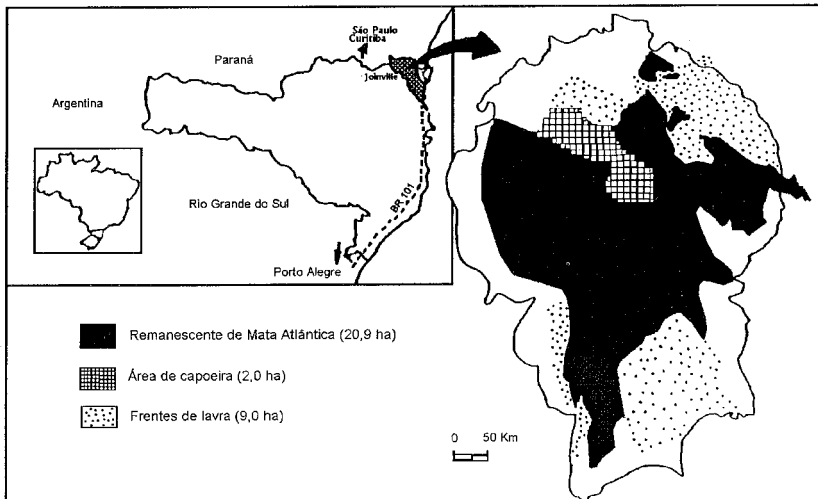 São Paulo
Curitiba
Paraná
Joinville
Argentina
Rio Grande do Sul
BR 101
Porto Alegre
Remanescente de Mata Atlântica (20,9 ha)
Área de capoeira (2,0 ha)
Frentes de lavra (9,0 ha)
0 50 Km